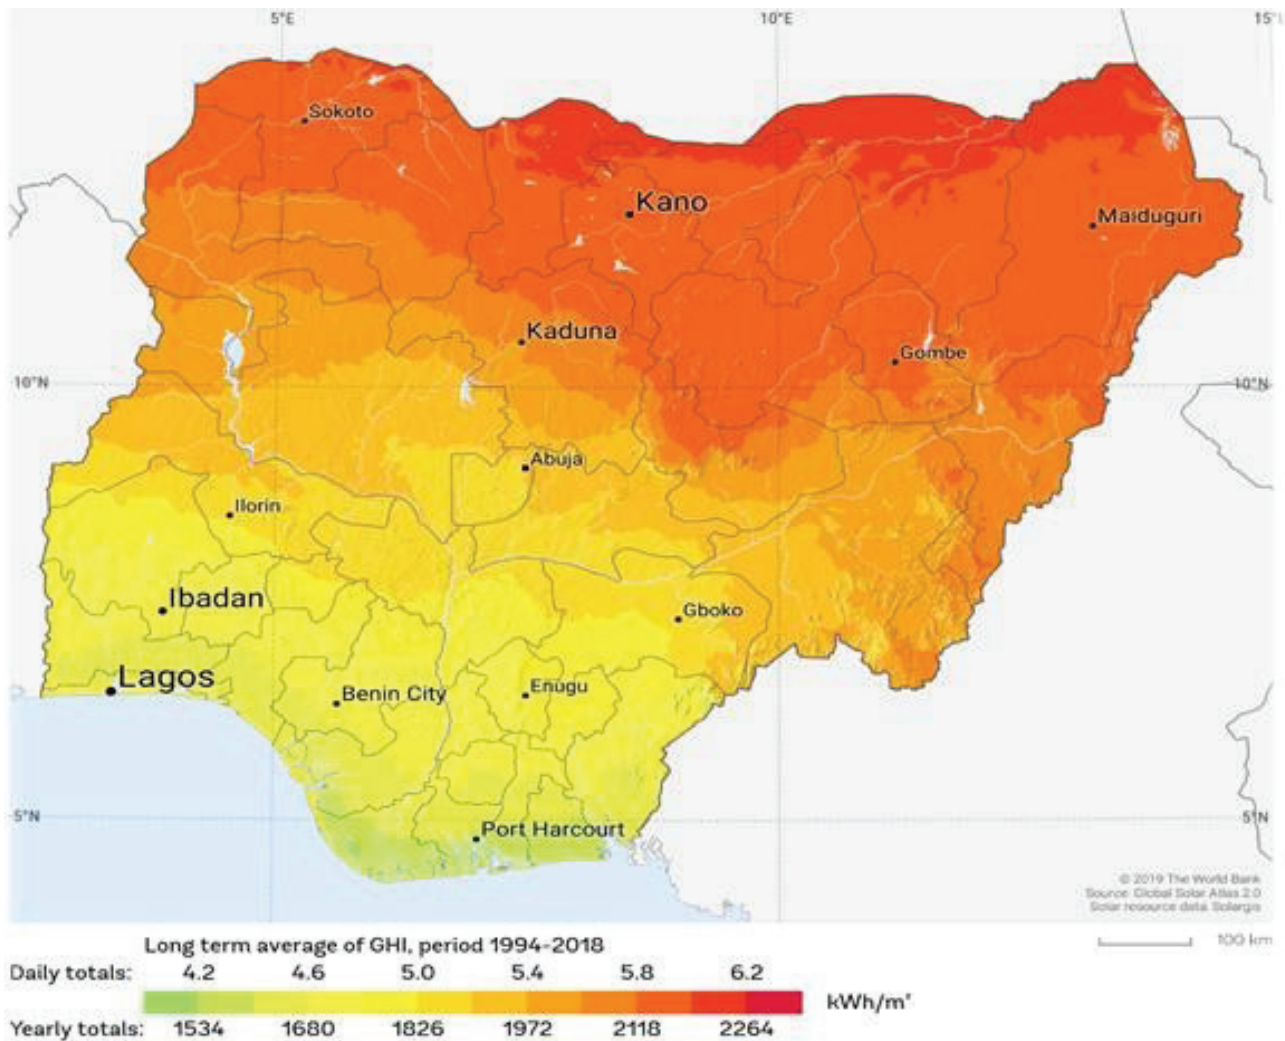 5°E 10°E 15°
Sokoto
Kano
Maiduguri
Kaduna
Gombe
10°N 10°N
Abuja
Ilorin
Ibadan
Gboko
Lagos
Enugu
Benin City
5°N 5°N
Port Harcourt
© 2019 The World Bank
Source: Global Solar Atlas 2.0
Solar resource data: Solargis
100 km
Long term average of GHI, period 1994-2018
Daily totals: 4.2 4.6 5.0 5.4 5.8 6.2
kWh/m²
Yearly totals: 1534 1680 1826 1972 2118 2264